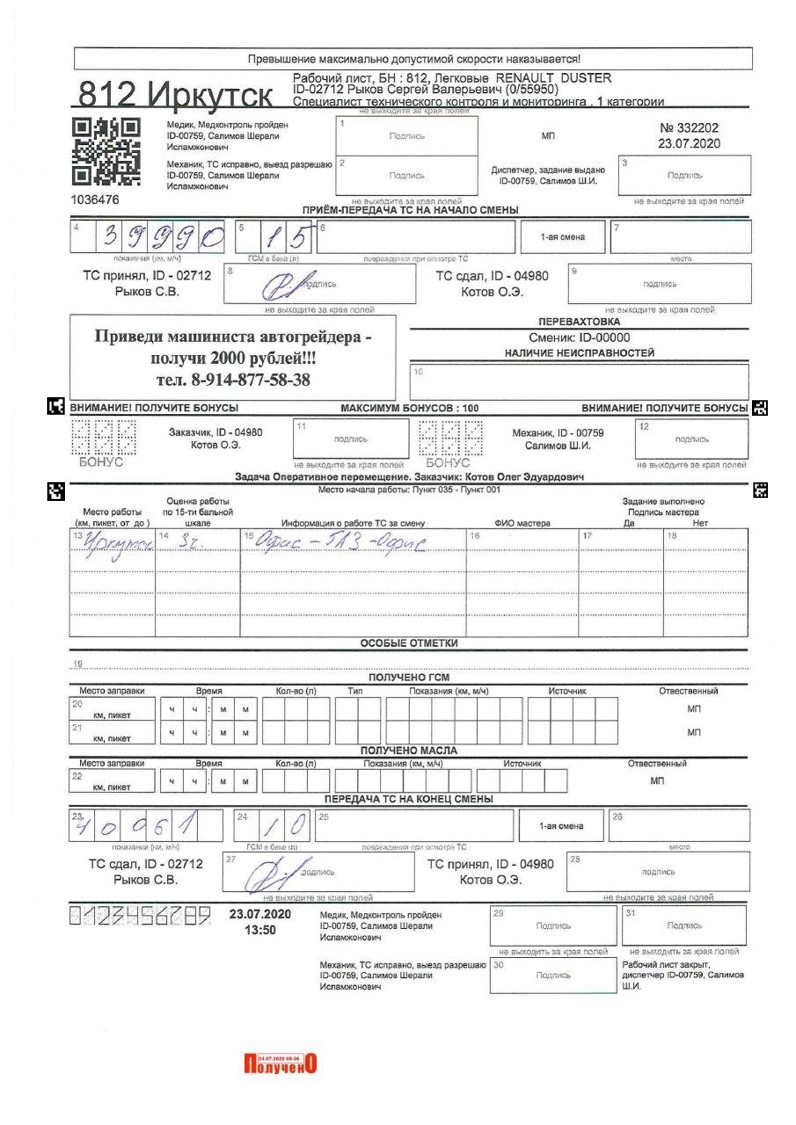 Превышение максимально допустимой скорости наказывается!
812 Иркутск
Рабочий лист, БН : 812, Легковые RENAULT DUSTER
ID-02712 Рыков Сергей Валерьевич (0/55950)
Специалист технического контроля и мониторинга . 1 категории
не выходите за края полей
Медик, Медконтроль пройден
ID-00759, Салимов Шерали
Исламжонович
1 Подпись
МП
№ 332202
23.07.2020
Механик, ТС исправно, выезд разрешаю
ID-00759, Салимов Шерали
Исламжонович
2 Подпись
Диспетчер, задание выдано
ID-00759, Салимов Ш.И.
3 Подпись
1036476
не выходите за края полей не выходите за края полей
ПРИЁМ-ПЕРЕДАЧА ТС НА НАЧАЛО СМЕНЫ
4 39990 5 15 6 1-ая смена 7
показания (км, м/ч) ГСМ в баке (л) повреждения при осмотре ТС место
ТС принял, ID - 02712
Рыков С.В.
8 подпись
ТС сдал, ID - 04980
Котов О.Э.
9 подпись
не выходите за края полей не выходите за края полей
Приведи машиниста автогрейдера -
получи 2000 рублей!!!
тел. 8-914-877-58-38
ПЕРЕВАХТОВКА
Сменик: ID-00000
НАЛИЧИЕ НЕИСПРАВНОСТЕЙ
10
ВНИМАНИЕ! ПОЛУЧИТЕ БОНУСЫ МАКСИМУМ БОНУСОВ : 100 ВНИМАНИЕ! ПОЛУЧИТЕ БОНУСЫ
БОНУС
Заказчик, ID - 04980
Котов О.Э.
11 подпись
БОНУС
Механик, ID - 00759
Салимов Ш.И.
12 подпись
не выходите за края полей не выходите за края полей
Задача Оперативное перемещение. Заказчик: Котов Олег Эдуардович
Место начала работы: Пункт 035 - Пункт 001
Место работы
(км, пикет, от до )
Оценка работы
по 15-ти бальной
шкале
Информация о работе ТС за смену
ФИО мастера
Задание выполнено
Подпись мастера
Да Нет
13 Иркутск 14 3ч. 15 Офис – ГАЗ - Офис 16 17 18
ОСОБЫЕ ОТМЕТКИ
19
ПОЛУЧЕНО ГСМ
Место заправки Время Кол-во (л) Тип Показания (км, м/ч) Источник Отвественный
20 км, пикет ч ч : м м МП
21 км, пикет ч ч : м м МП
ПОЛУЧЕНО МАСЛА
Место заправки Время Кол-во (л) Показания (км, м/ч) Источник Отвественный
22 км, пикет ч ч : м м МП
ПЕРЕДАЧА ТС НА КОНЕЦ СМЕНЫ
23 40061 24 10 25 1-ая смена 26
показания (км, м/ч) ГСМ в баке (л) повреждения при осмотре ТС место
ТС сдал, ID - 02712
Рыков С.В.
27 подпись
ТС принял, ID - 04980
Котов О.Э.
28 подпись
не выходите за края полей не выходите за края полей
0123456789
23.07.2020
13:50
Медик, Медконтроль пройден
ID-00759, Салимов Шерали
Исламжонович
29 Подпись
31 Подпись
не выходите за края полей не выходите за края полей
Механик, ТС исправно, выезд разрешаю
ID-00759, Салимов Шерали
Исламжонович
30 Подпись
Рабочий лист закрыт,
диспетчер ID-00759, Салимов
Ш.И.
ПолученО